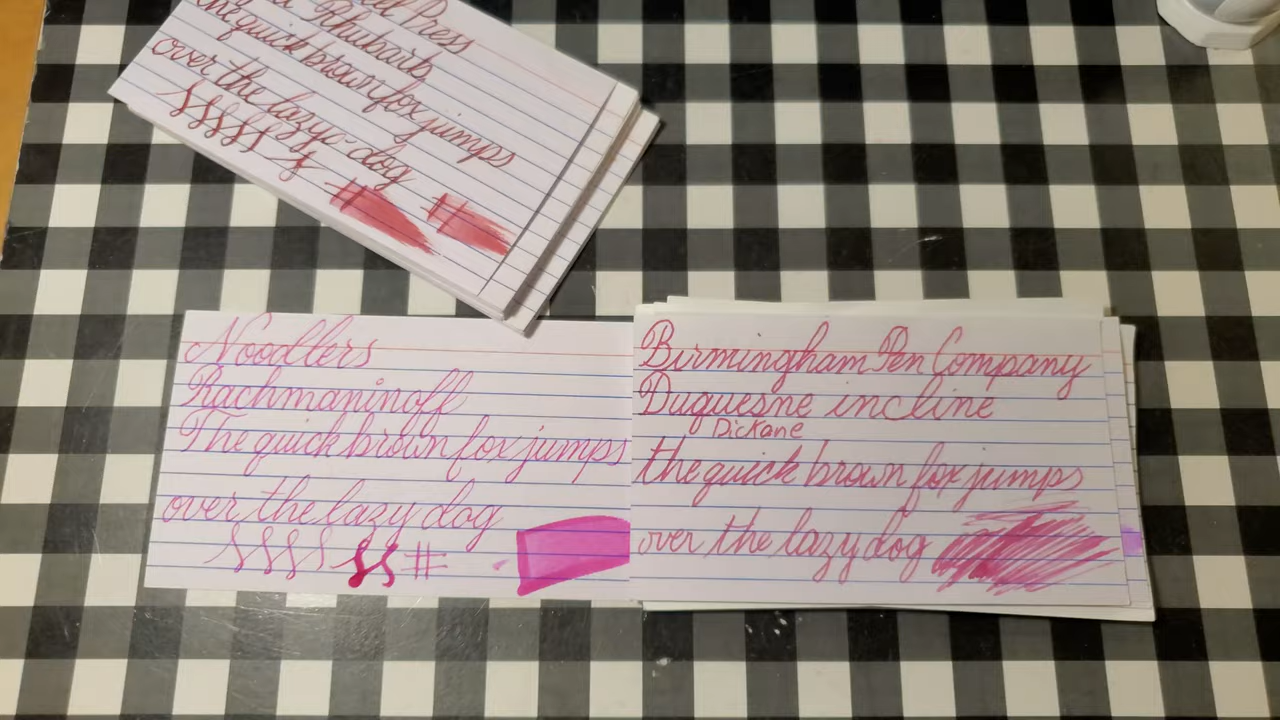 Press
Rhubarb
the quick brown fox jumps
over the lazy dog
Noodlers
Rachmaninoff
The quick brown fox jumps
over the lazy dog
#
Birmingham Pen Company
Duquesne incline
Dickane
the quick brown fox jumps
over the lazy dog